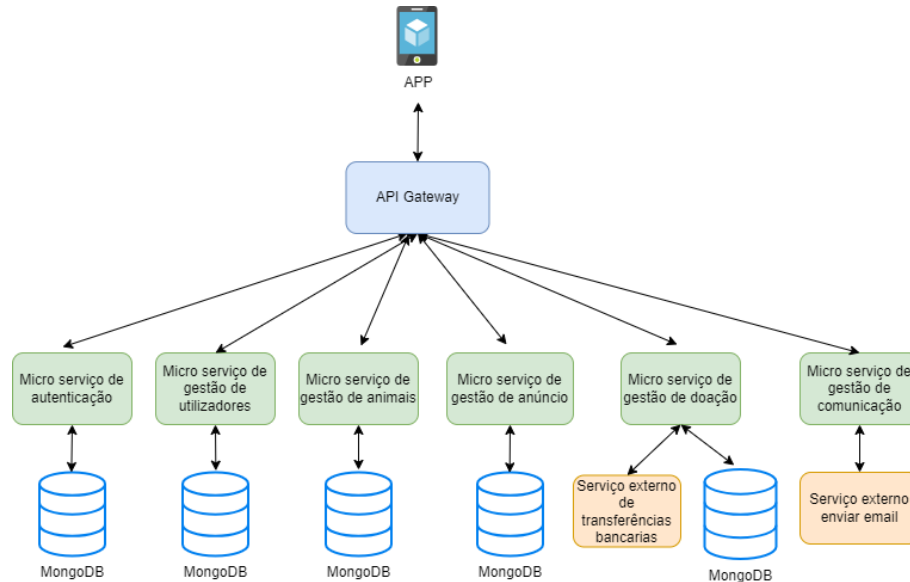 APP
API Gateway
Micro serviço de
autenticação
Micro serviço de
gestão de
utilizadores
Micro serviço de
gestão de animais
Micro serviço de
gestão de anúncio
Micro serviço de
gestão de doação
Micro serviço de
gestão de
comunicação
MongoDB
MongoDB
MongoDB
MongoDB
Serviço externo
de
transferências
bancarias
MongoDB
Serviço externo
enviar email